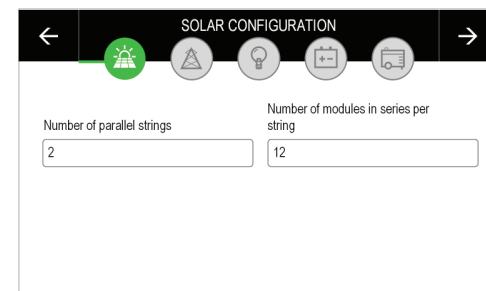 SOLAR CONFIGURATION
Number of parallel strings
2
Number of modules in series per
string
12